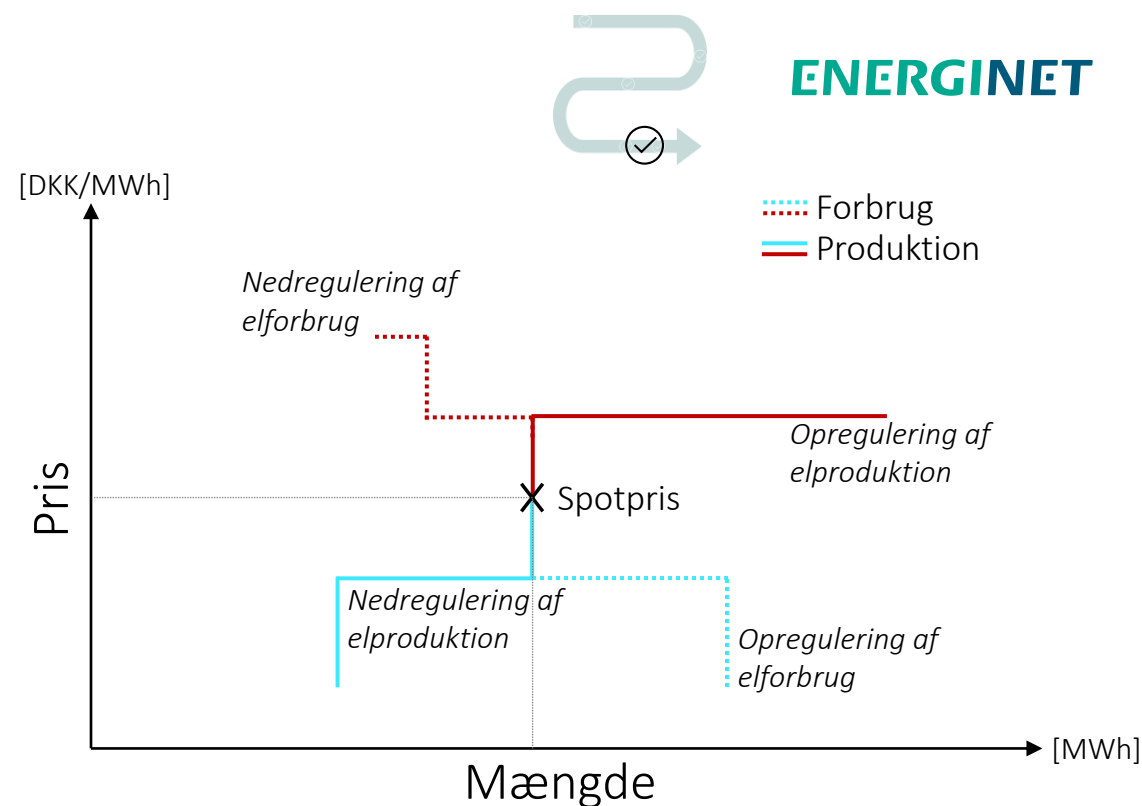 ENERGINET
[DKK/MWh]
Forbrug
Produktion
Nedregulering af
elforbrug
Opregulering af
elproduktion
Pris
Spotpris
Nedregulering af
elproduktion
Opregulering af
elforbrug
[MWh]
Mængde